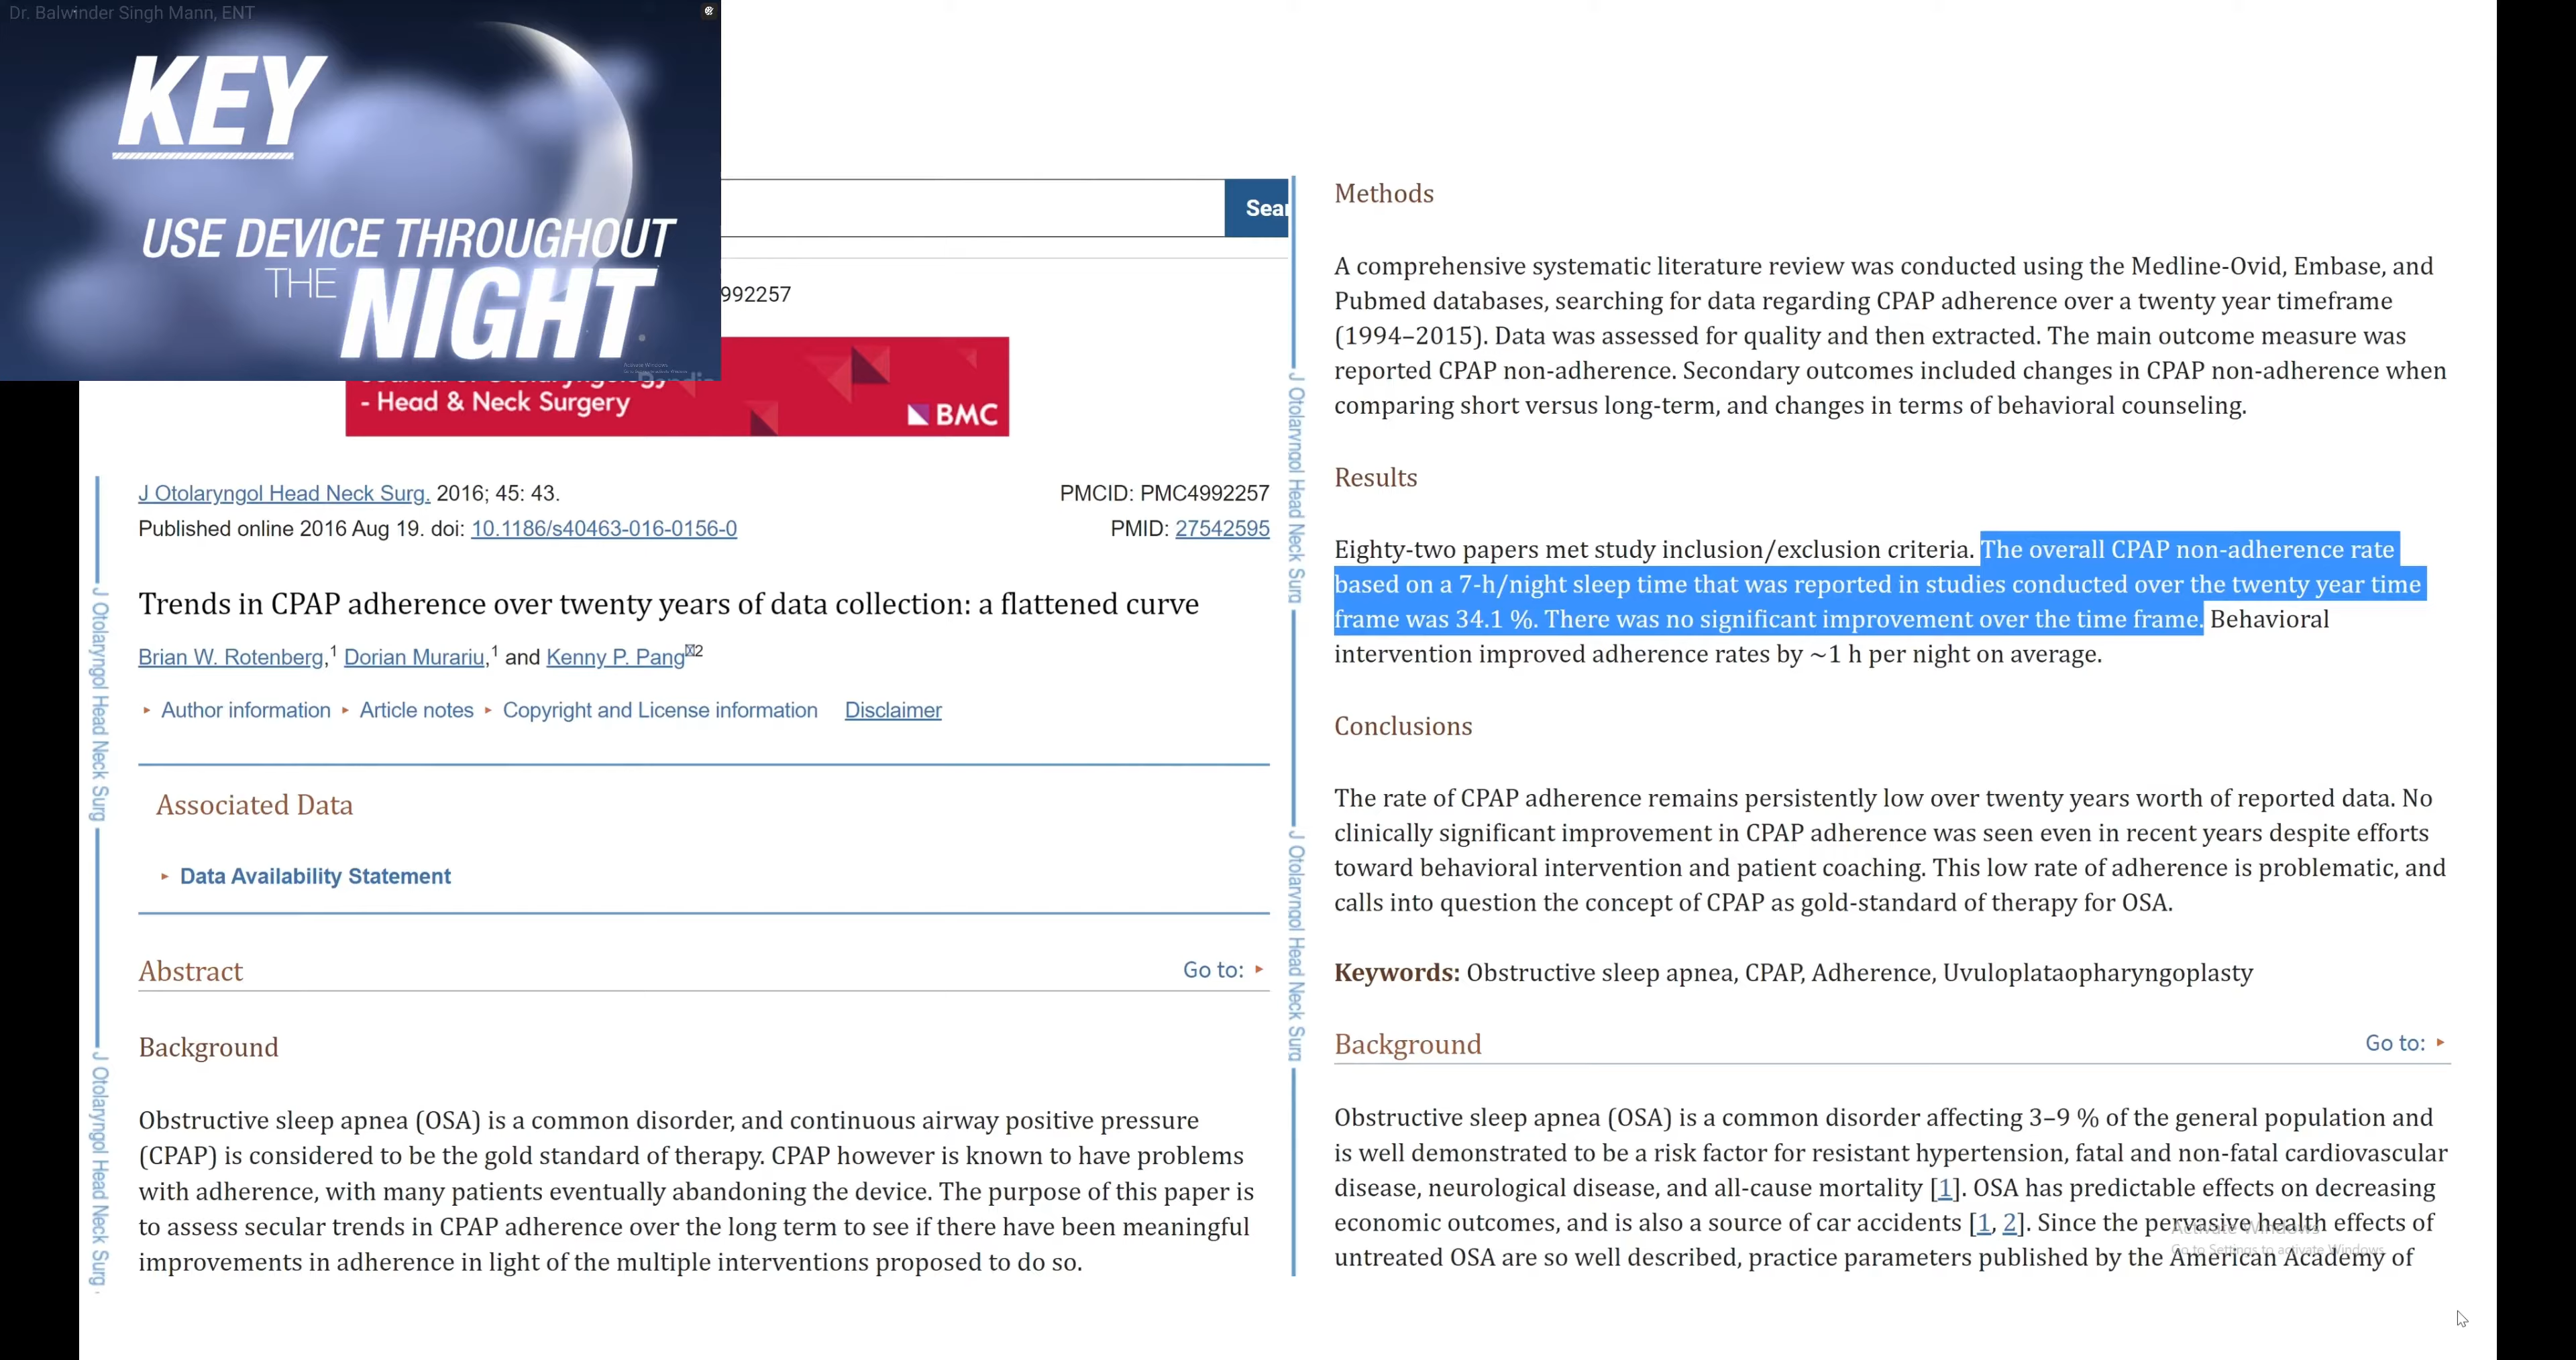 Dr. Balwinder Singh Mann, ENT
KEY
USE DEVICE THROUGHOUT
THE NIGHT
Sear
992257
- Head & Neck Surgery
BMC
J Otolaryngol Head Neck Surg. 2016; 45: 43.
Published online 2016 Aug 19. doi: 10.1186/s40463-016-0156-0
PMCID: PMC4992257
PMID: 27542595
Trends in CPAP adherence over twenty years of data collection: a flattened curve
Brian W. Rotenberg,1 Dorian Murariu,1 and Kenny P. Pang2
Author information Article notes Copyright and License information Disclaimer
Associated Data
Data Availability Statement
Abstract
Go to:
Background
Obstructive sleep apnea (OSA) is a common disorder, and continuous airway positive pressure
(CPAP) is considered to be the gold standard of therapy. CPAP however is known to have problems
with adherence, with many patients eventually abandoning the device. The purpose of this paper is
to assess secular trends in CPAP adherence over the long term to see if there have been meaningful
improvements in adherence in light of the multiple interventions proposed to do so.
J Otolaryngol Head Neck Surg
J Otolaryngol Head Neck Surg
J Otolaryngol Head Neck Surg
J Otolaryngol Head Neck Surg
Methods
A comprehensive systematic literature review was conducted using the Medline-Ovid, Embase, and
Pubmed databases, searching for data regarding CPAP adherence over a twenty year timeframe
(1994–2015). Data was assessed for quality and then extracted. The main outcome measure was
reported CPAP non-adherence. Secondary outcomes included changes in CPAP non-adherence when
comparing short versus long-term, and changes in terms of behavioral counseling.
Results
Eighty-two papers met study inclusion/exclusion criteria. The overall CPAP non-adherence rate
based on a 7-h/night sleep time that was reported in studies conducted over the twenty year time
frame was 34.1 %. There was no significant improvement over the time frame. Behavioral
intervention improved adherence rates by ~1 h per night on average.
Conclusions
The rate of CPAP adherence remains persistently low over twenty years worth of reported data. No
clinically significant improvement in CPAP adherence was seen even in recent years despite efforts
toward behavioral intervention and patient coaching. This low rate of adherence is problematic, and
calls into question the concept of CPAP as gold-standard of therapy for OSA.
Keywords: Obstructive sleep apnea, CPAP, Adherence, Uvuloplataopharyngoplasty
Background
Go to:
Obstructive sleep apnea (OSA) is a common disorder affecting 3–9 % of the general population and
is well demonstrated to be a risk factor for resistant hypertension, fatal and non-fatal cardiovascular
disease, neurological disease, and all-cause mortality [1]. OSA has predictable effects on decreasing
economic outcomes, and is also a source of car accidents [1, 2]. Since the pervasive health effects of
untreated OSA are so well described, practice parameters published by the American Academy of
Activate Windows
Go to Settings to activate Windows.